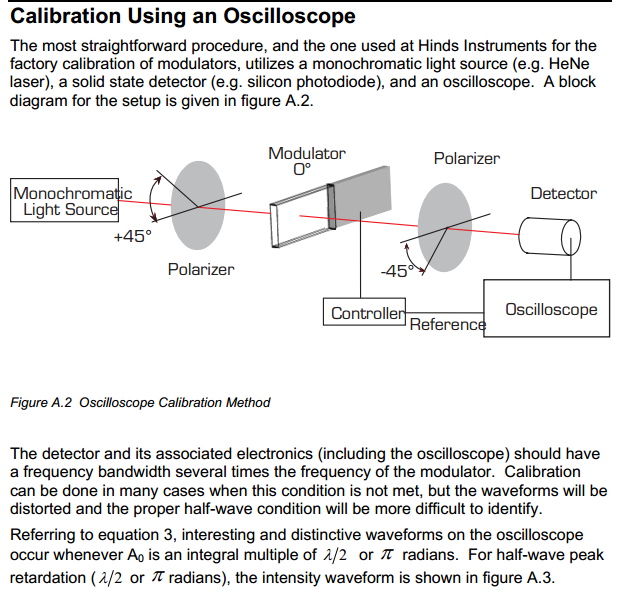 Calibration Using an Oscilloscope
The most straightforward procedure, and the one used at Hinds Instruments for the
factory calibration of modulators, utilizes a monochromatic light source (e.g. HeNe
laser), a solid state detector (e.g. silicon photodiode), and an oscilloscope. A block
diagram for the setup is given in figure A.2.
Modulator
0°
Polarizer
Monochromatic
Light Source
Detector
+45°
Polarizer
-45°
Controller
Reference
Oscilloscope
Figure A.2 Oscilloscope Calibration Method
The detector and its associated electronics (including the oscilloscope) should have
a frequency bandwidth several times the frequency of the modulator. Calibration
can be done in many cases when this condition is not met, but the waveforms will be
distorted and the proper half-wave condition will be more difficult to identify.
Referring to equation 3, interesting and distinctive waveforms on the oscilloscope
occur whenever A₀ is an integral multiple of λ/2 or π radians. For half-wave peak
retardation (λ/2 or π radians), the intensity waveform is shown in figure A.3.